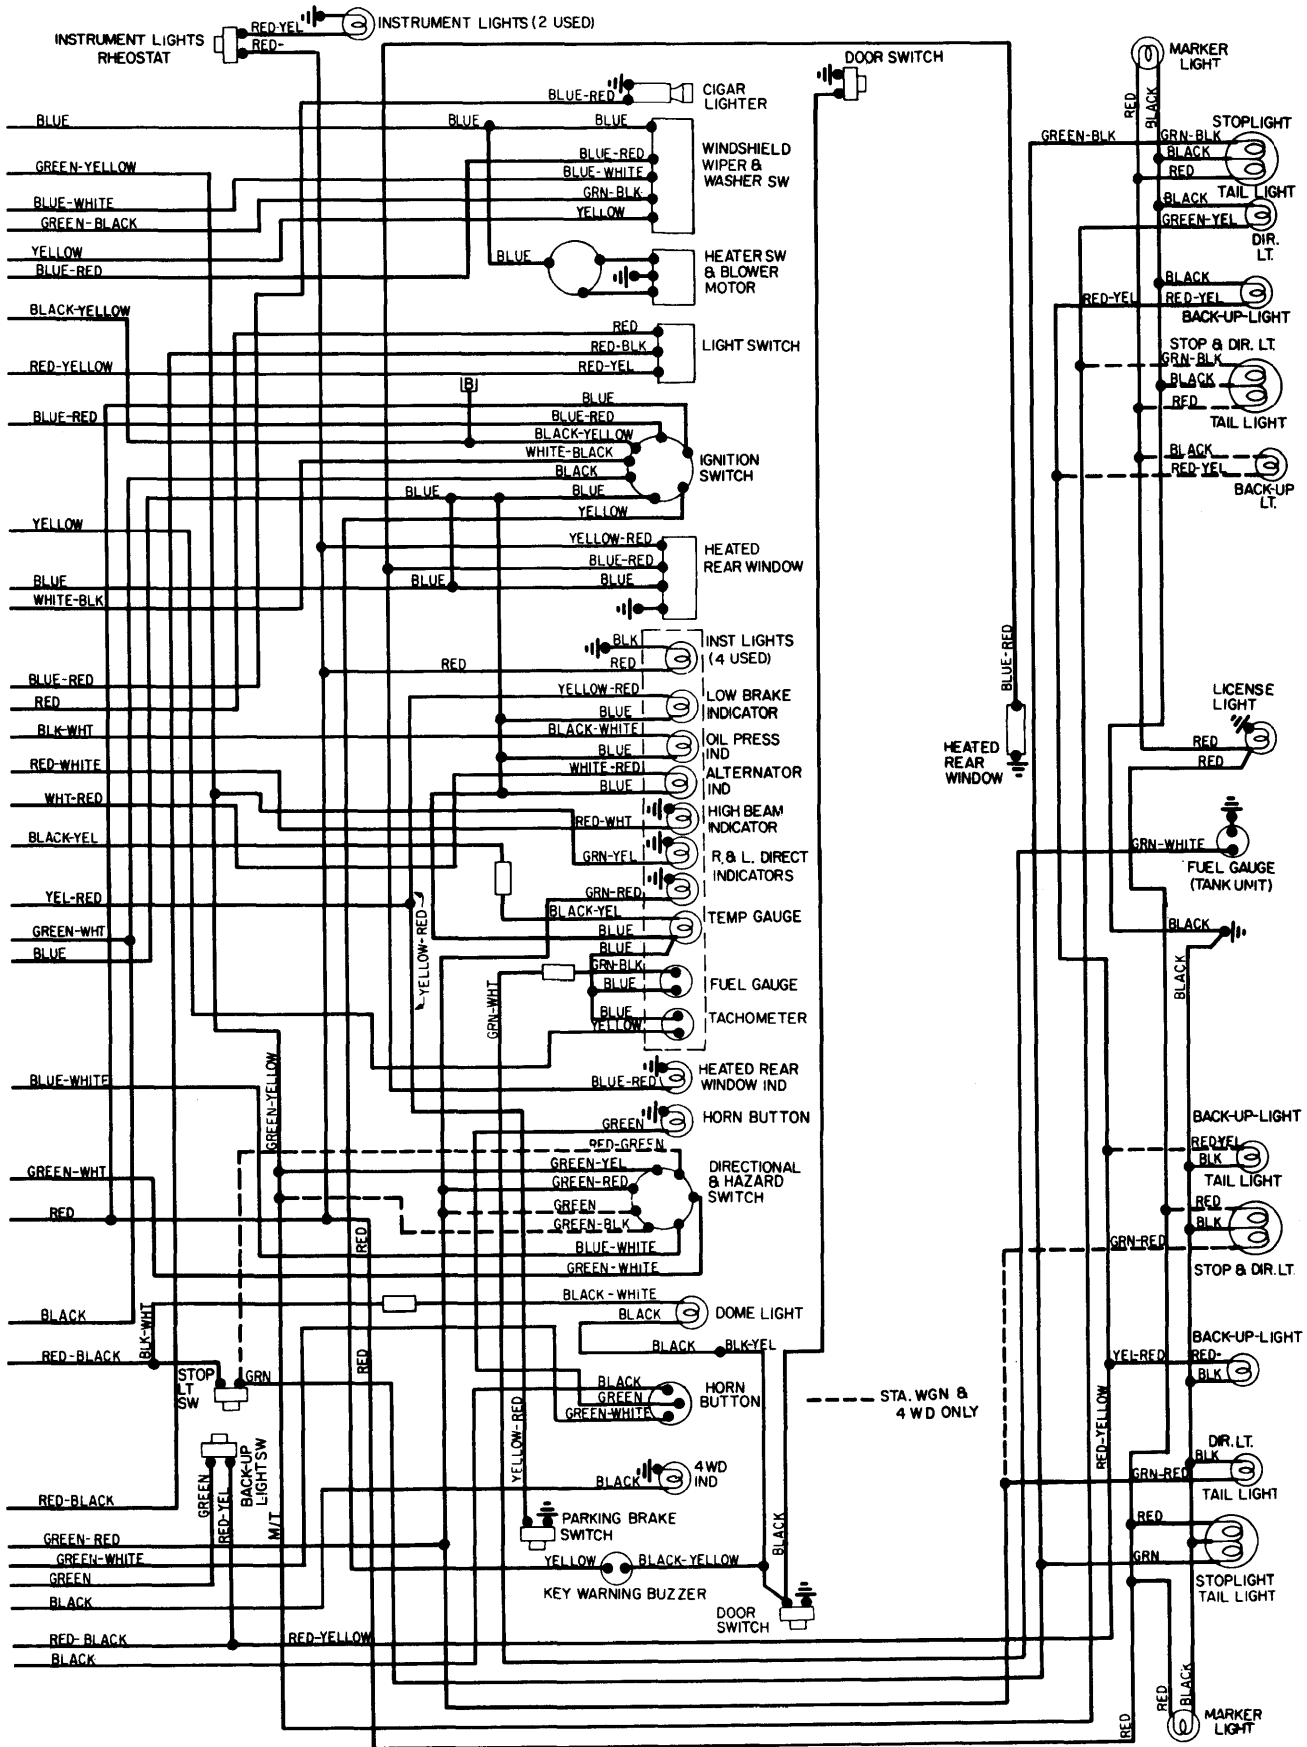 INSTRUMENT LIGHTS
RHEOSTAT
RED-YEL
RED-
INSTRUMENT LIGHTS (2 USED)
DOOR SWITCH
MARKER
LIGHT
RED
BLACK
BLUE-RED
CIGAR
LIGHTER
BLUE
BLUE
BLUE
BLUE-RED
BLUE-WHITE
GRN-BLK
YELLOW
WINDSHIELD
WIPER &
WASHER SW
GREEN-YELLOW
BLUE-WHITE
GREEN-BLACK
YELLOW
BLUE-RED
BLUE
HEATER SW
& BLOWER
MOTOR
BLACK-YELLOW
RED
RED-BLK
RED-YEL
LIGHT SWITCH
RED-YELLOW
B
BLUE-RED
BLUE
BLUE-RED
BLACK-YELLOW
WHITE-BLACK
BLACK
BLUE
BLUE
YELLOW
IGNITION
SWITCH
YELLOW
YELLOW-RED
BLUE-RED
BLUE
BLUE
BLUE
WHITE-BLK
HEATED
REAR WINDOW
BLK
RED
RED
INST LIGHTS
(4 USED)
BLUE-RED
RED
YELLOW-RED
BLUE
LOW BRAKE
INDICATOR
BLK-WHT
BLACK-WHITE
BLUE
OIL PRESS
IND
RED-WHITE
WHITE-RED
BLUE
ALTERNATOR
IND
WHT-RED
RED-WHT
HIGH BEAM
INDICATOR
BLACK-YEL
GRN-YEL
R. & L. DIRECT
INDICATORS
GRN-RED
YEL-RED
YELLOW-RED
BLACK-YEL
BLUE
TEMP GAUGE
GREEN-WHT
BLUE
BLUE
GRN-BLK
BLUE
FUEL GAUGE
GRN-WHT
BLUE
YELLOW
TACHOMETER
BLUE-WHITE
GREEN-YELLOW
BLUE-RED
HEATED REAR
WINDOW IND
GREEN
HORN BUTTON
RED-GREEN
GREEN-WHT
GREEN-YEL
GREEN-RED
GREEN
GREEN-BLK
BLUE-WHITE
GREEN-WHITE
DIRECTIONAL
& HAZARD
SWITCH
RED
RED
BLACK
BLK-WHT
BLACK-WHITE
BLACK
DOME LIGHT
RED-BLACK
RED
BLACK
BLK-YEL
STOP
LT
SW
GRN
BLACK
GREEN
GREEN-WHITE
HORN
BUTTON
STA. WGN &
4 WD ONLY
YELLOW-RED
BACK-UP
LIGHT SW
GREEN
RED-YEL
M/T
BLACK
4WD
IND
RED-BLACK
PARKING BRAKE
SWITCH
BLACK
GREEN-RED
GREEN-WHITE
GREEN
BLACK
YELLOW
BLACK-YELLOW
KEY WARNING BUZZER
DOOR
SWITCH
RED-BLACK
RED-YELLOW
BLACK
GREEN-BLK
GRN-BLK
BLACK
RED
STOPLIGHT
TAIL LIGHT
BLACK
GREEN-YEL
DIR.
LT.
BLACK
RED-YEL
RED-YEL
BACK-UP-LIGHT
STOP & DIR. LT.
GRN-BLK
BLACK
RED
TAIL LIGHT
BLACK
RED-YEL
BACK-UP
LT.
BLUE-RED
HEATED
REAR
WINDOW
LICENSE
LIGHT
RED
RED
GRN-WHITE
FUEL GAUGE
(TANK UNIT)
BLACK
BLACK
BACK-UP-LIGHT
RED-YEL
BLK
TAIL LIGHT
RED
BLK
GRN-RED
STOP & DIR. LT.
BACK-UP-LIGHT
YEL-RED
RED-
BLK
RED-YELLOW
DIR. LT.
BLK
GRN-RED
TAIL LIGHT
RED
GRN
STOPLIGHT
TAIL LIGHT
RED
RED
BLACK
MARKER
LIGHT